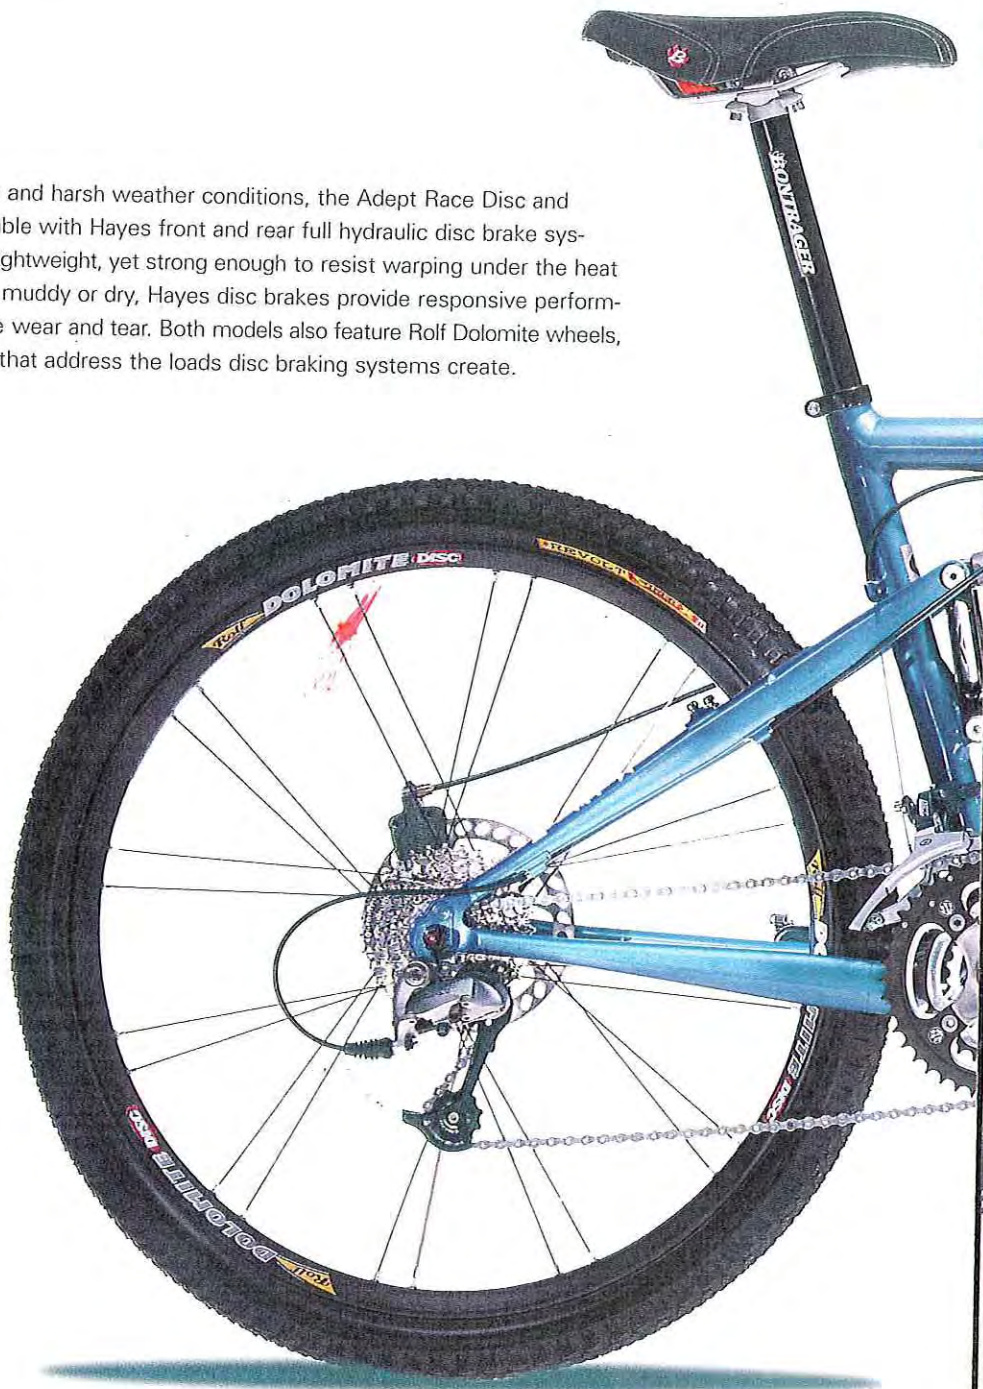 and harsh weather conditions, the Adept Race Disc and
ble with Hayes front and rear full hydraulic disc brake sys-
ghtweight, yet strong enough to resist warping under the heat
muddy or dry, Hayes disc brakes provide responsive perform-
e wear and tear. Both models also feature Rolf Dolomite wheels,
that address the loads disc braking systems create.
B
BONTRAGER
Rolf DOLOMITE DISC
REVOLT
DISC
Rolf DOLOMITE DISC